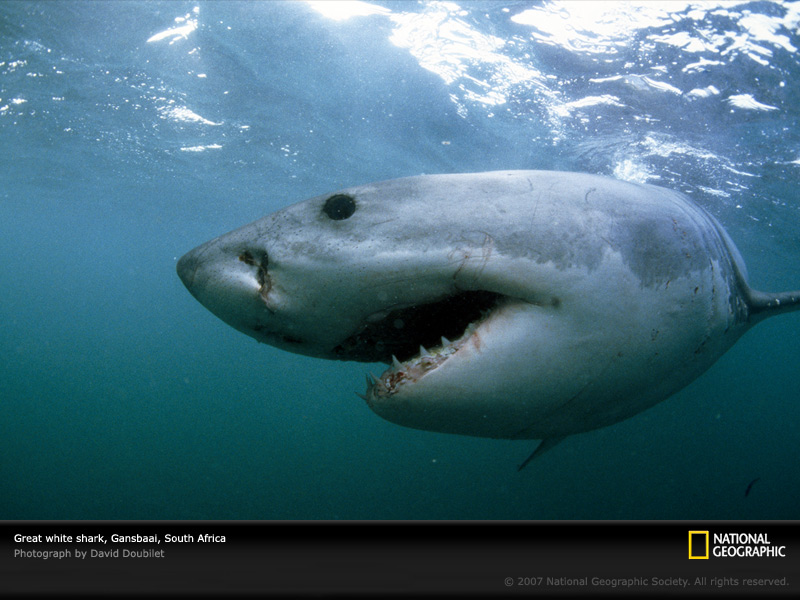 Great white shark, Gansbaai, South Africa
Photograph by David Doubilet
NATIONAL
GEOGRAPHIC
© 2007 National Geographic Society. All rights reserved.